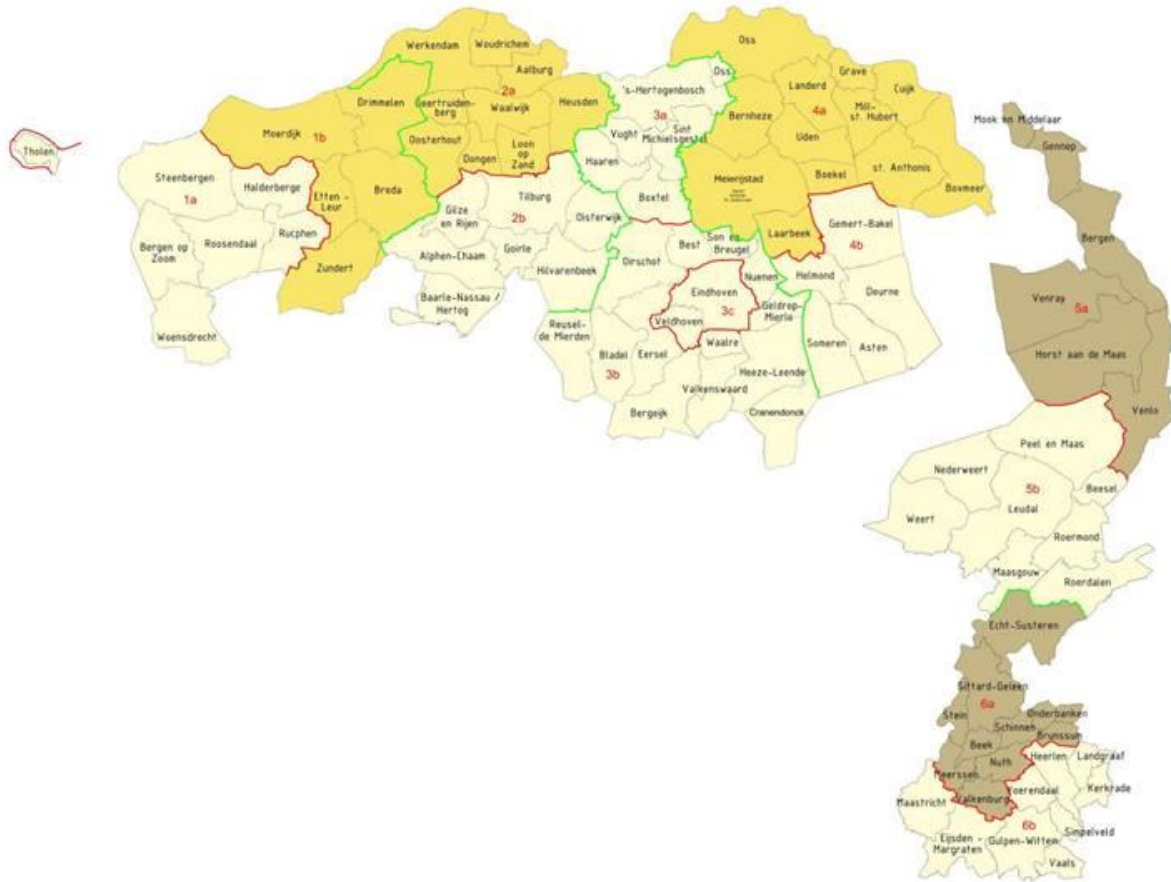 Tholen
Steenbergen
Halderberge
1a
Bergen op
Zoom
Roosendaal
Rucphen
Woensdrecht
Moerdijk
1b
Drimmelen
Etten
- Leur
Breda
Zundert
Werkendam
Woudrichem
Aalburg
2a
Geertruiden-
berg
Waalwijk
Heusden
Oosterhout
Dongen
Loon
op
Zand
Tilburg
2b
Gilze
en Rijen
Oisterwijk
Goirle
Alphen-Chaam
Hilvarenbeek
Baarle-Nassau /
Hertog
Oss
's-Hertogenbosch
3a
Vught
Sint
Michielsgestel
Haaren
Boxtel
Oirschot
Best
Son en
Breugel
Nuenen
Eindhoven
3c
Veldhoven
Geldrop-
Mierlo
Reusel-
de Mierden
Bladel
3b
Eersel
Waalre
Valkenswaard
Heeze-Leende
Bergeijk
Cranendonck
Oss
Landerd
4a
Grave
Cuijk
Bernheze
Mill-
st. Hubert
Uden
Meierijstad
Boekel
st. Anthonis
Boxmeer
Laarbeek
Gemert-Bakel
4b
Helmond
Deurne
Someren
Asten
Mook en Middelaar
Gennep
Bergen
Venray
5a
Horst aan de Maas
Venlo
Peel en Maas
Nederweert
5b
Beesel
Weert
Leudal
Roermond
Maasgouw
Roerdalen
Echt-Susteren
Sittard-Geleen
6a
Stein
Onderbanken
Schinnen
Brunssum
Beek
Nuth
Heerlen
Landgraaf
Meerssen
Valkenburg
Voerendaal
Kerkrade
Maastricht
6b
Simpelveld
Eijsden -
Margraten
Gulpen-Wittem
Vaals